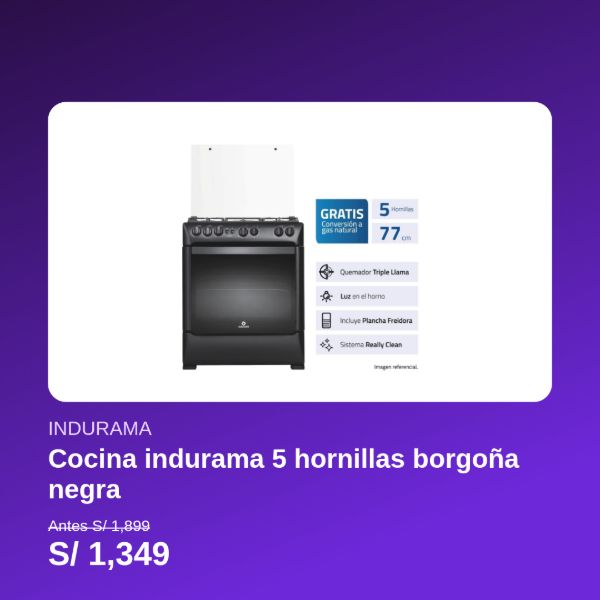 GRATIS
Conversión a
gas natural
5 Hornillas
77 cm
Quemador Triple Llama
Luz en el horno
Incluye Plancha Freidora
Sistema Really Clean
Imagen referencial.
INDURAMA
Cocina indurama 5 hornillas borgoña
negra
Antes S/ 1,899
S/ 1,349